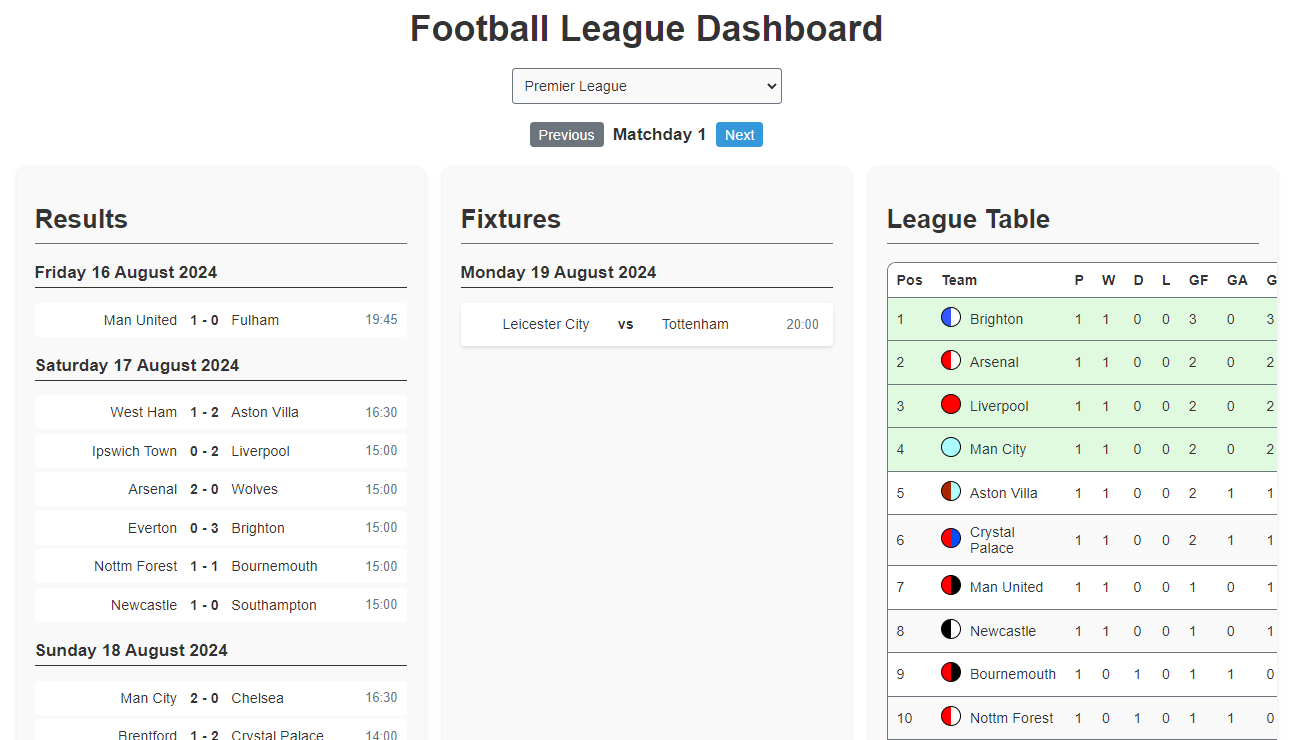 Football League Dashboard
Premier League
Previous Matchday 1 Next
Results
Friday 16 August 2024
Man United 1 - 0 Fulham 19:45
Saturday 17 August 2024
West Ham 1 - 2 Aston Villa 16:30
Ipswich Town 0 - 2 Liverpool 15:00
Arsenal 2 - 0 Wolves 15:00
Everton 0 - 3 Brighton 15:00
Nottm Forest 1 - 1 Bournemouth 15:00
Newcastle 1 - 0 Southampton 15:00
Sunday 18 August 2024
Man City 2 - 0 Chelsea 16:30
Brentford 1 - 2 Crystal Palace 14:00
Fixtures
Monday 19 August 2024
Leicester City vs Tottenham 20:00
League Table
Pos Team P W D L GF GA G
1 Brighton 1 1 0 0 3 0 3
2 Arsenal 1 1 0 0 2 0 2
3 Liverpool 1 1 0 0 2 0 2
4 Man City 1 1 0 0 2 0 2
5 Aston Villa 1 1 0 0 2 1 1
6 Crystal Palace 1 1 0 0 2 1 1
7 Man United 1 1 0 0 1 0 1
8 Newcastle 1 1 0 0 1 0 1
9 Bournemouth 1 0 1 0 1 1 0
10 Nottm Forest 1 0 1 0 1 1 0